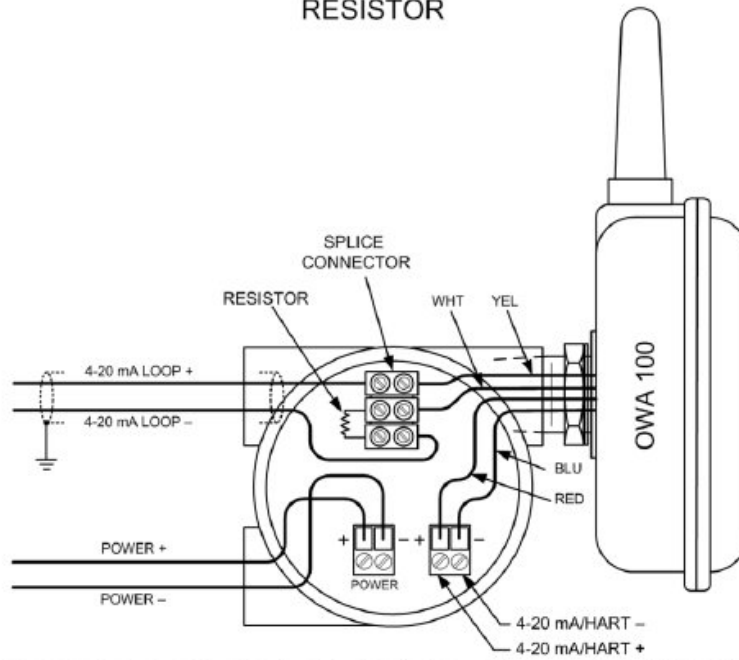 RESISTOR
SPLICE
CONNECTOR
RESISTOR
WHT
YEL
4-20 mA LOOP +
4-20 mA LOOP –
OWA 100
BLU
RED
POWER +
POWER –
+
–
+
–
POWER
4-20 mA/HART –
4-20 mA/HART +